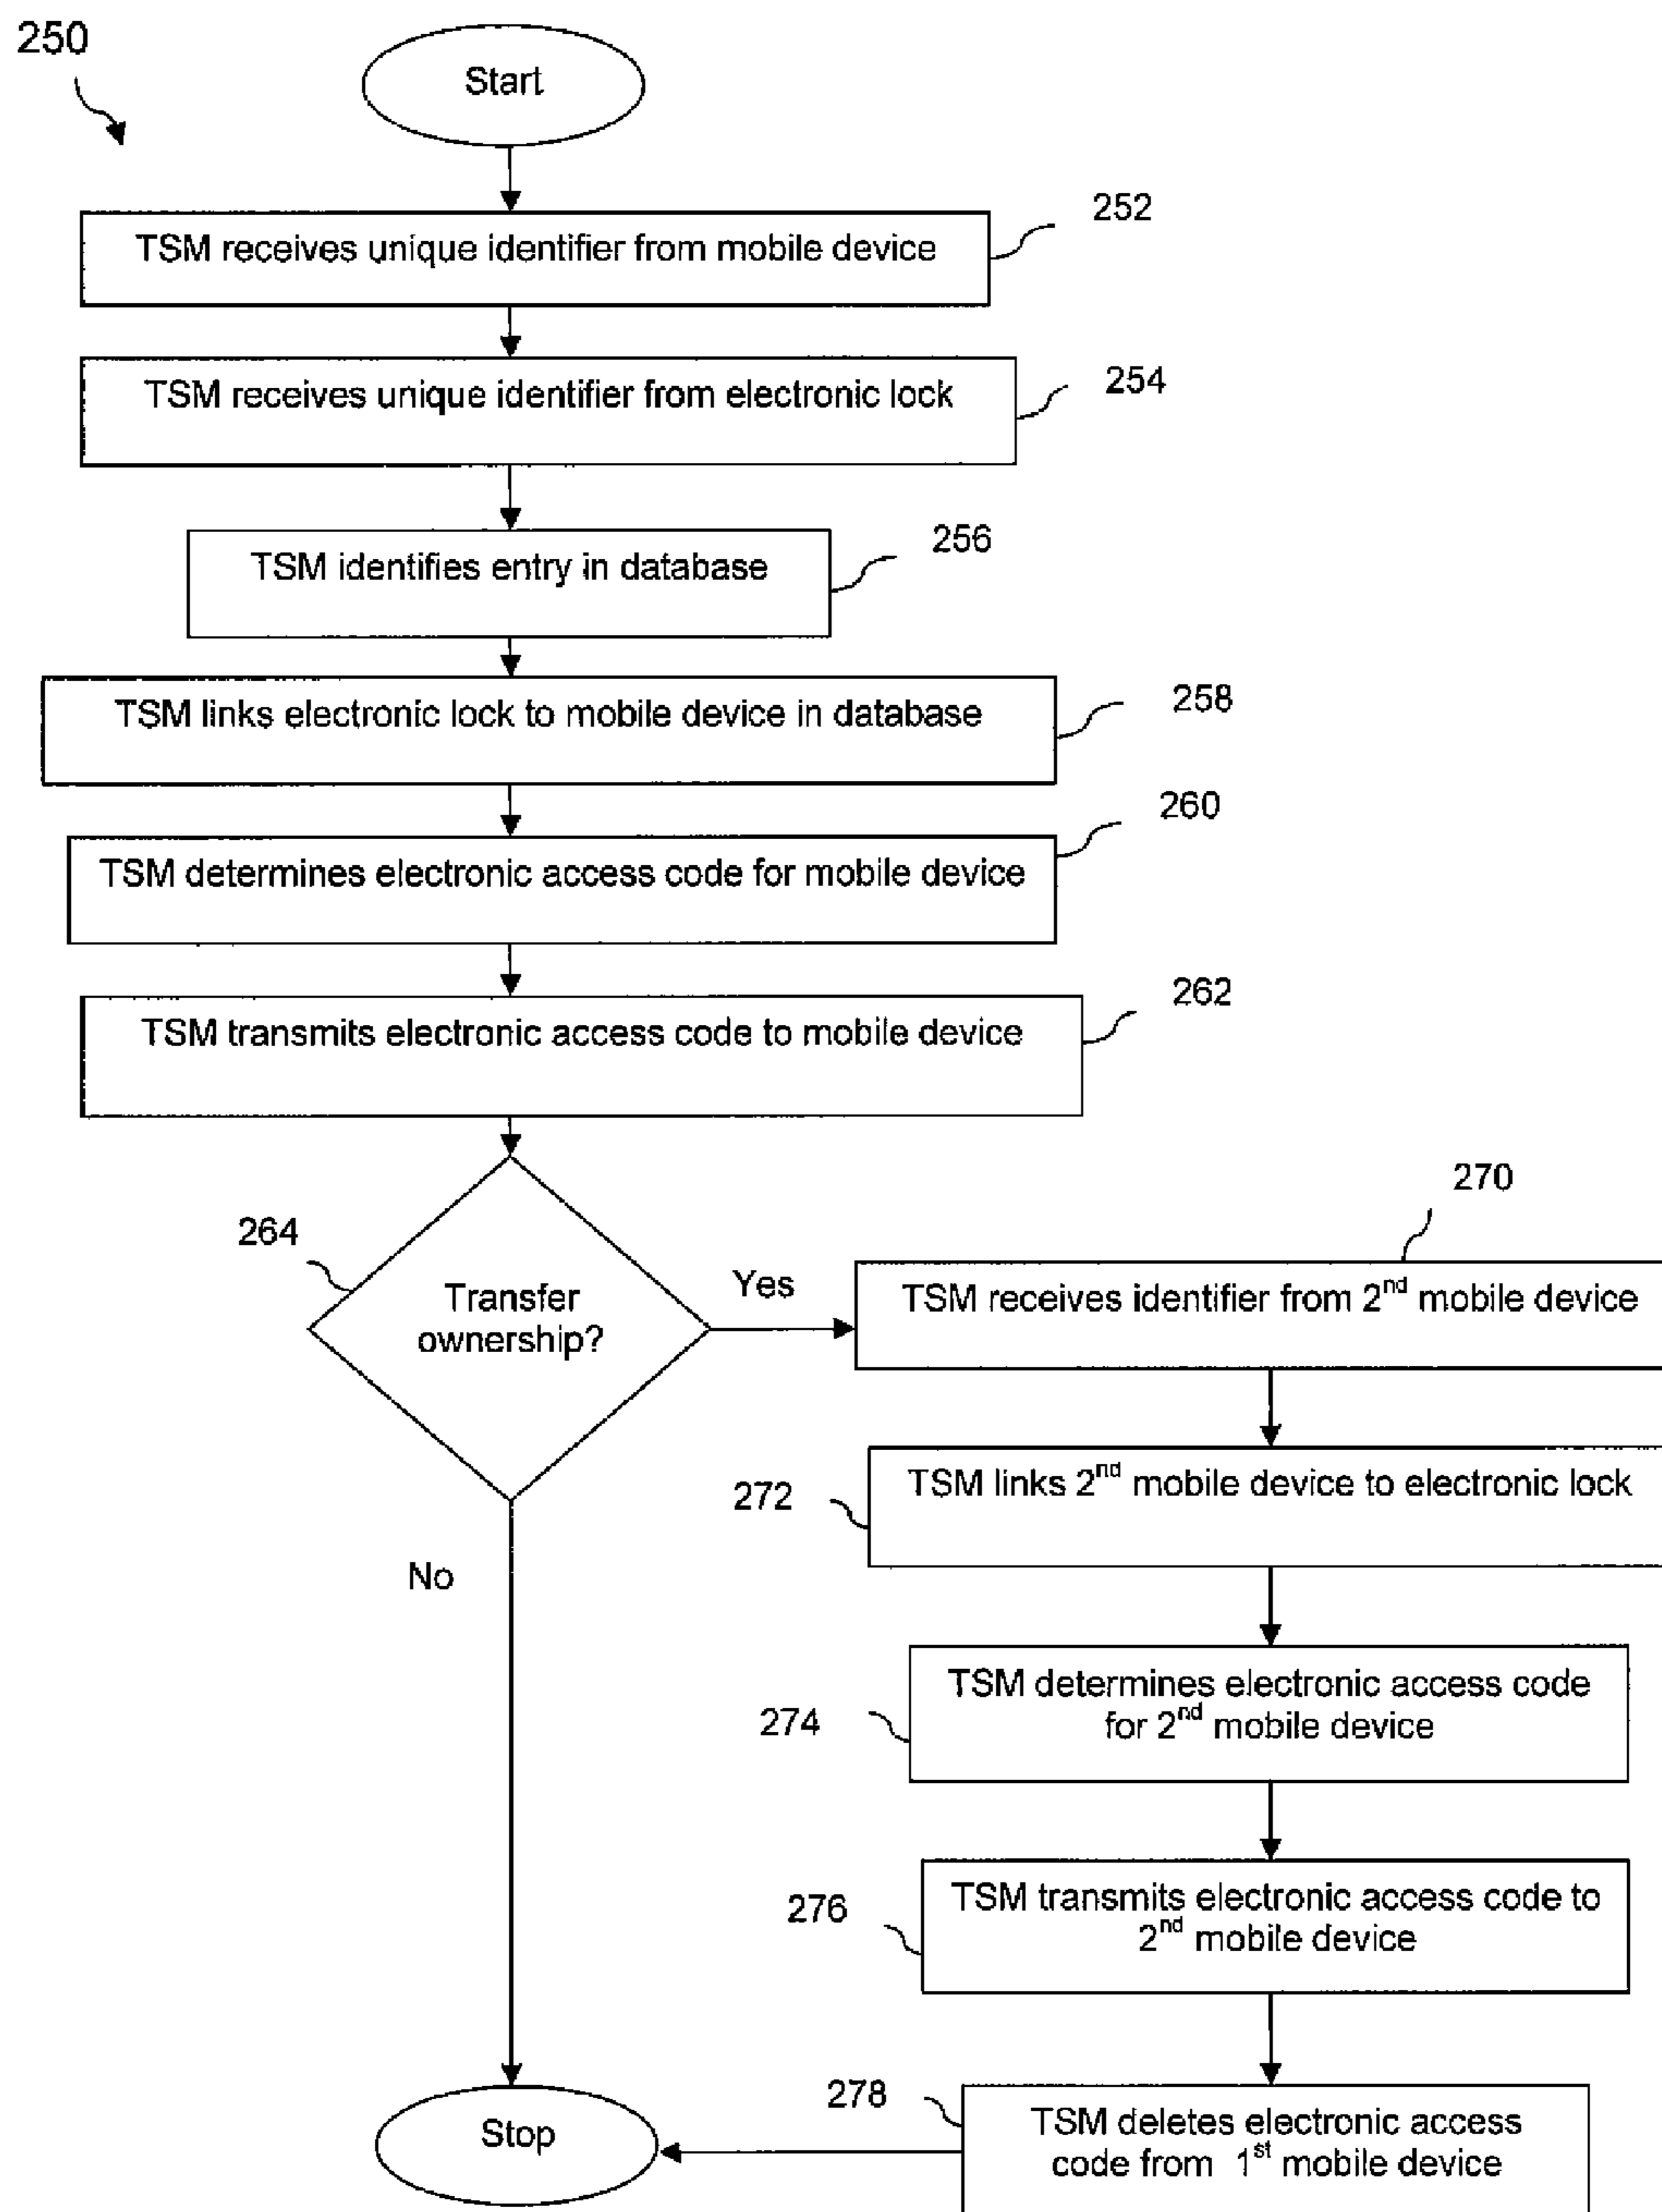 250
Start
252
TSM receives unique identifier from mobile device
254
TSM receives unique identifier from electronic lock
256
TSM identifies entry in database
258
TSM links electronic lock to mobile device in database
260
TSM determines electronic access code for mobile device
262
TSM transmits electronic access code to mobile device
264
Transfer
ownership?
Yes
No
270
TSM receives identifier from 2nd mobile device
272
TSM links 2nd mobile device to electronic lock
274
TSM determines electronic access code
for 2nd mobile device
276
TSM transmits electronic access code to
2nd mobile device
278
TSM deletes electronic access
code from 1st mobile device
Stop